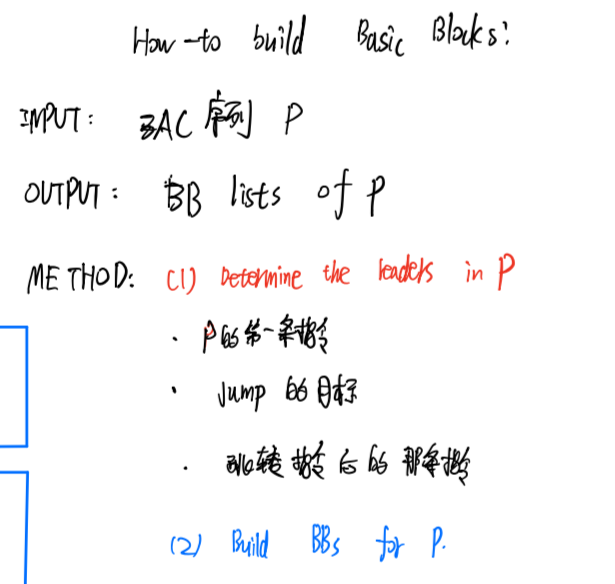 How-to build Basic Blocks:
INPUT: 3AC 序列 P
OUTPUT: BB lists of P
METHOD: (1) Determine the leaders in P
· P的第一条指令
· Jump 的目标
· 跳转指令后的那条指令
(2) Build BBs for P.